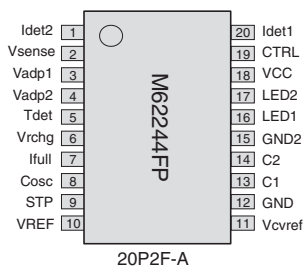 Idet2 1 20 Idet1
Vsense 2 19 CTRL
Vadp1 3 18 VCC
Vadp2 4 17 LED2
Tdet 5 16 LED1
Vrchg 6 15 GND2
Ifull 7 14 C2
Cosc 8 13 C1
STP 9 12 GND
VREF 10 11 Vcvref
M62244FP
20P2F-A